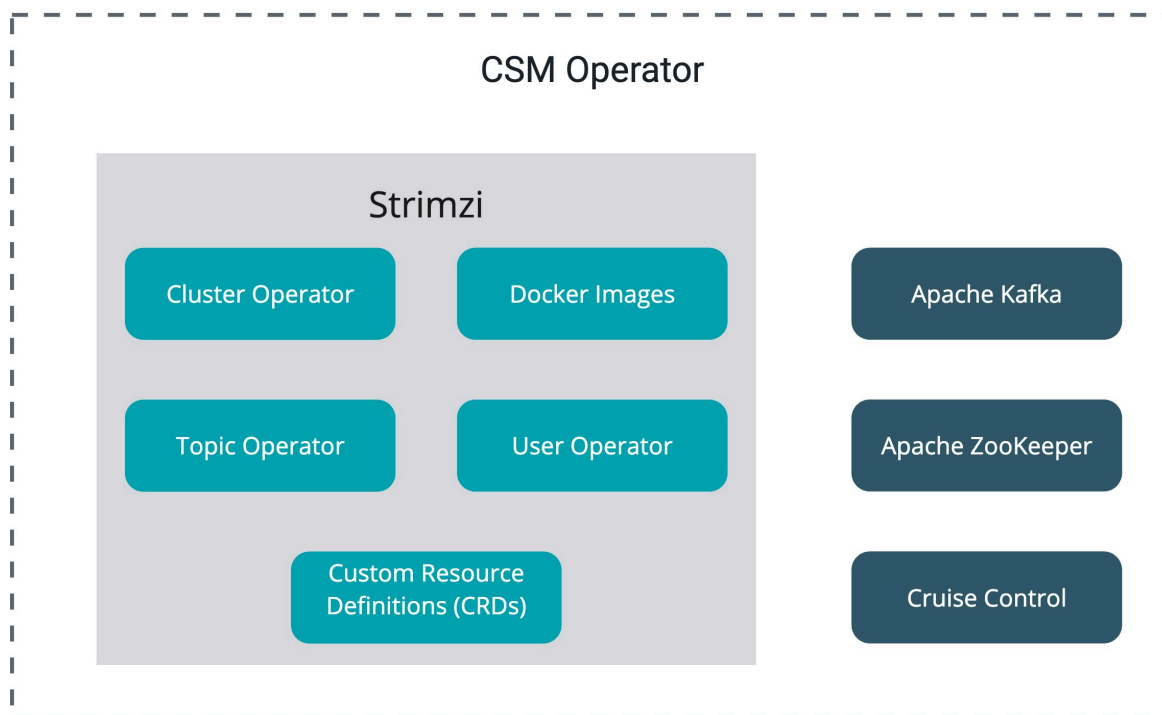 CSM Operator
Strimzi
Cluster Operator
Docker Images
Apache Kafka
Topic Operator
User Operator
Apache ZooKeeper
Custom Resource
Definitions (CRDs)
Cruise Control